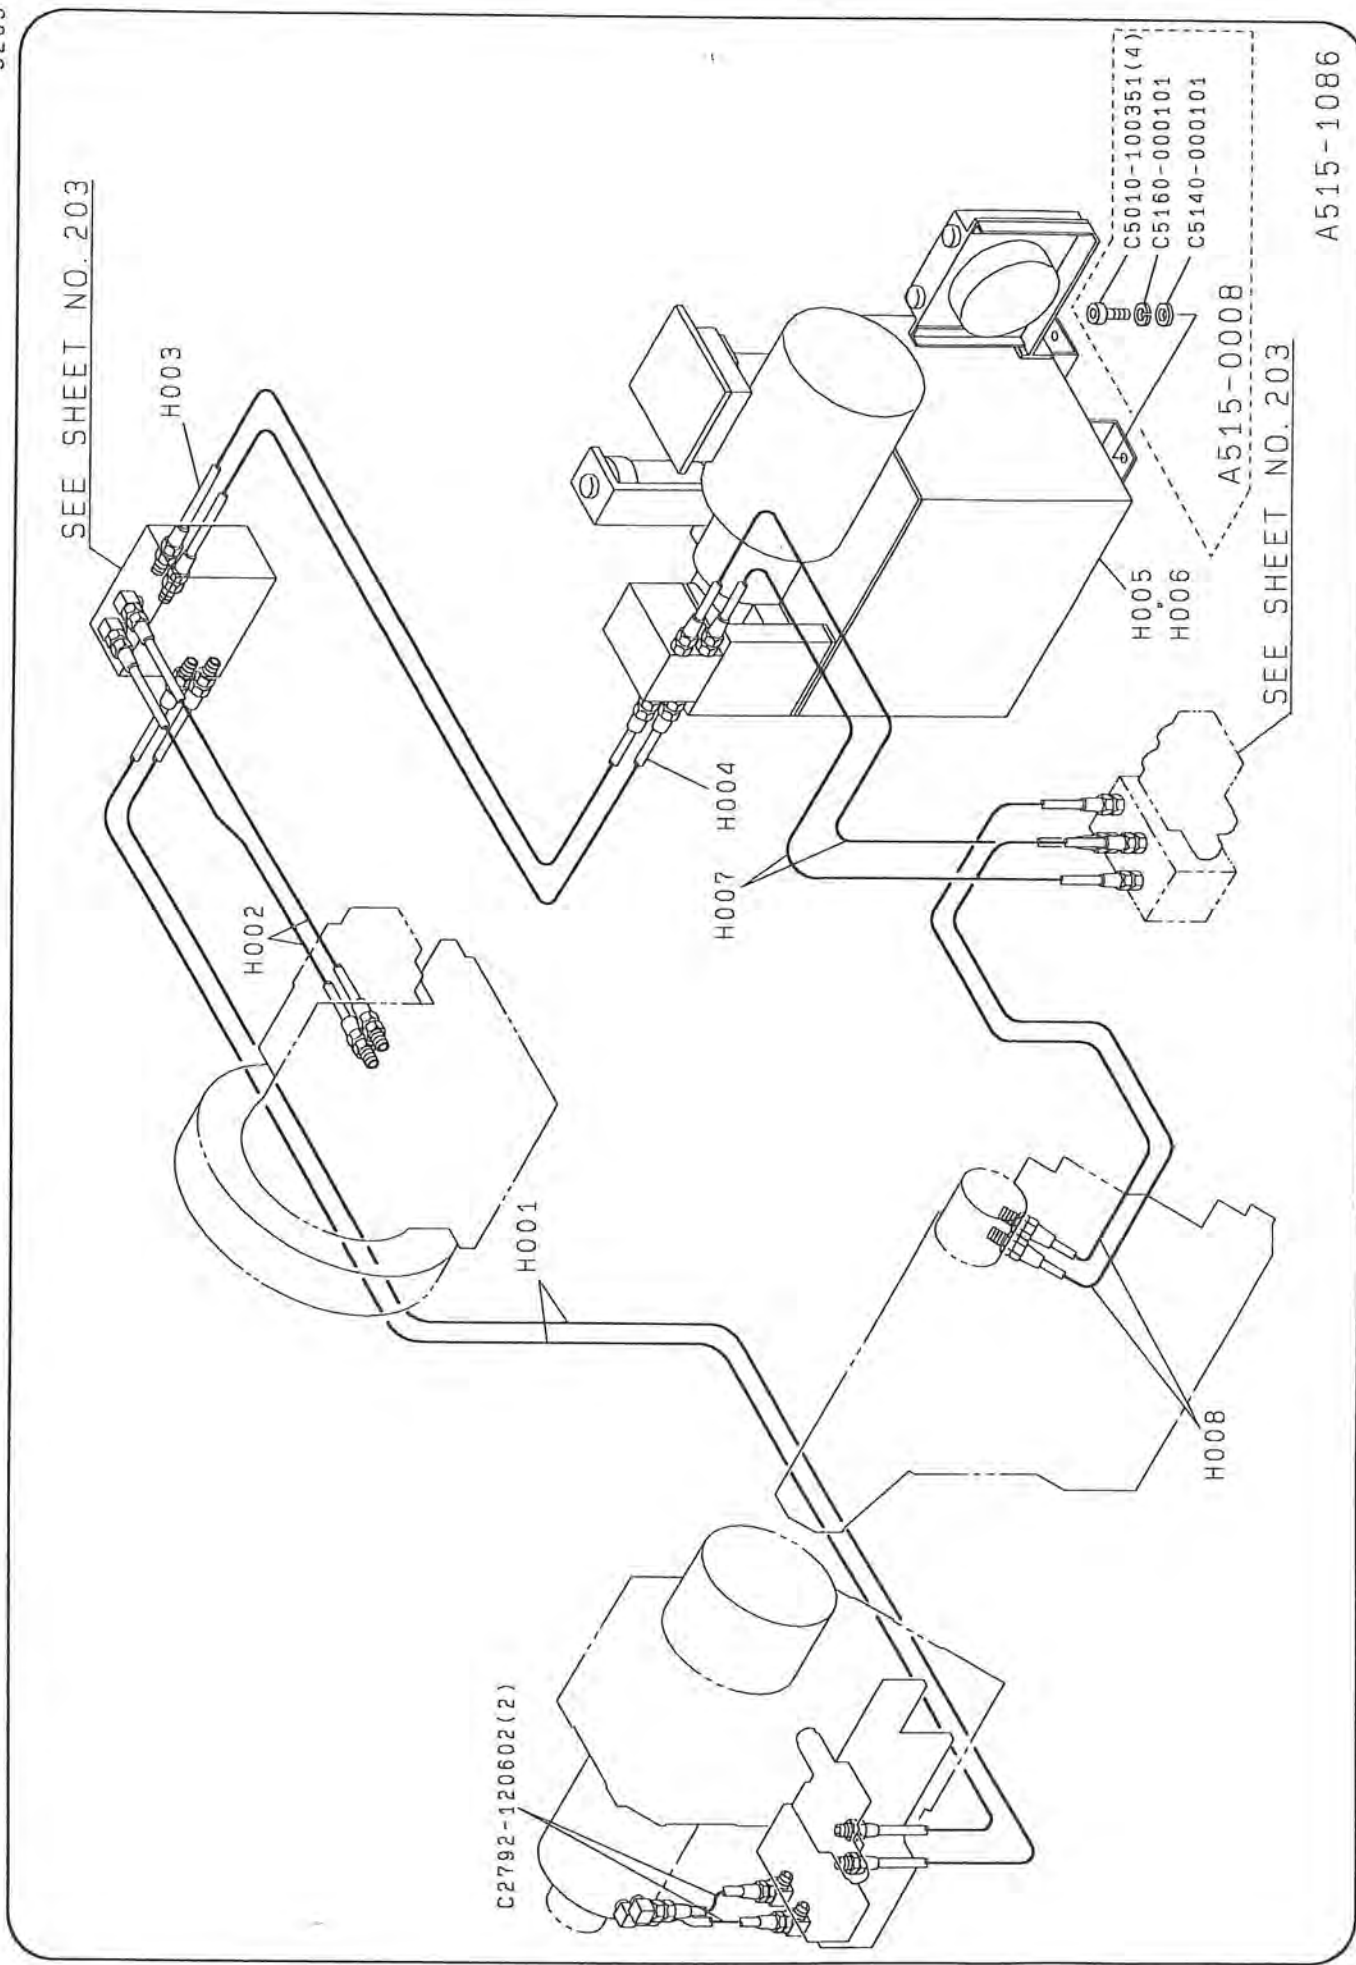 SEE SHEET NO. 203
H003
H002
H001
C2792-120602(2)
H004
H007
H005
H006
C5010-100351(4)
C5160-000101
C5140-000101
A515-0008
SEE SHEET NO. 203
H008
A515-1086